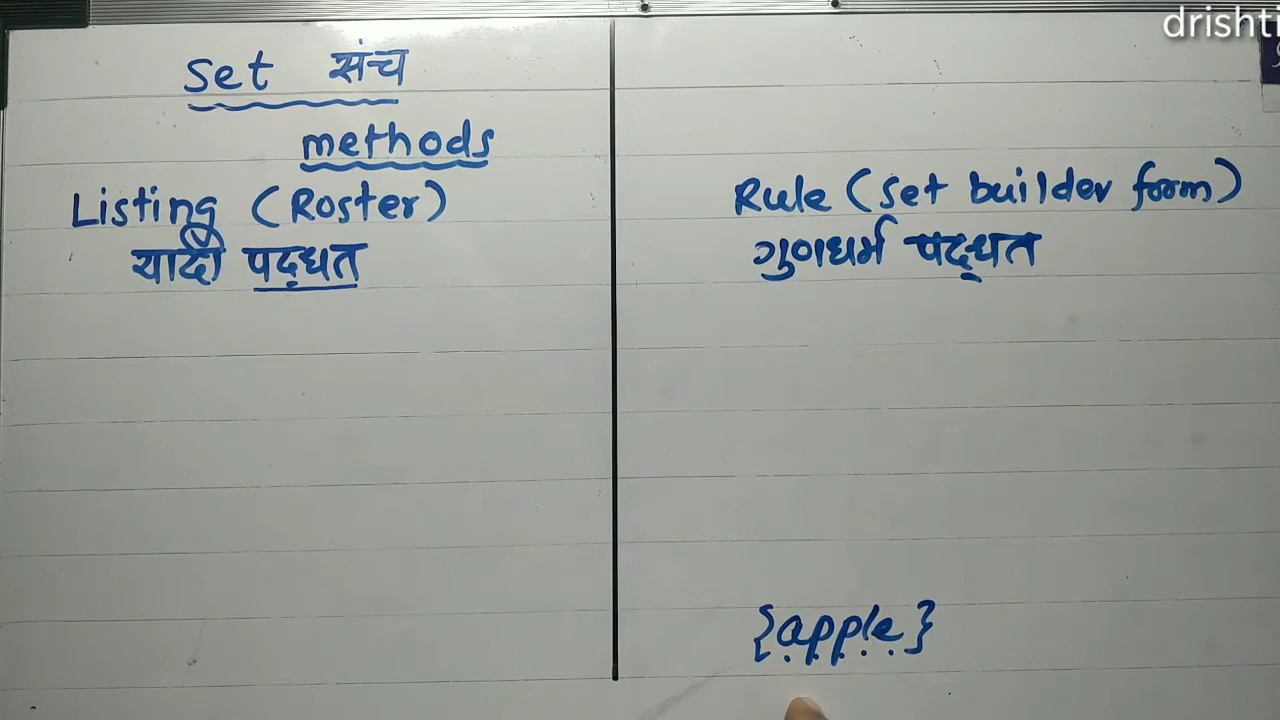 drishti
Set संच
methods
Listing (Roster)
यादी पद्धत
Rule (set builder form)
गुणधर्म पद्धत
{apple}